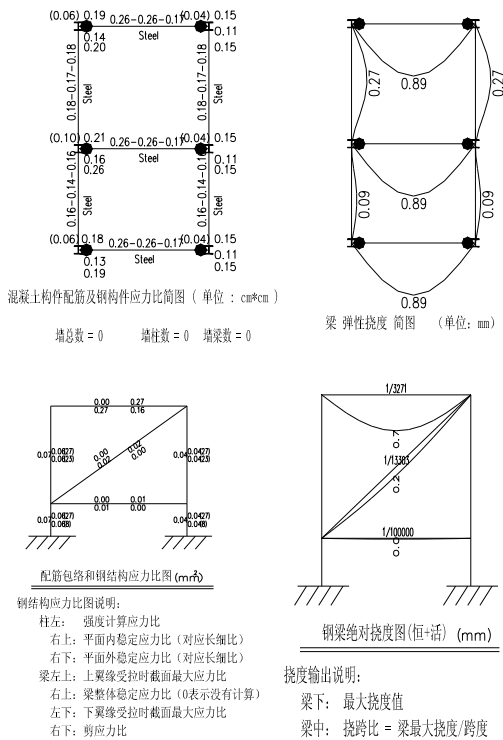 (0.06) 0.19 0.26-0.26-0.17 (0.04) 0.15
0.14 Steel 0.11
0.20 0.15
0.18-0.17-0.18 Steel
0.18-0.17-0.18 Steel
(0.10) 0.21 0.26-0.26-0.17 (0.04) 0.15
0.16 Steel 0.11
0.26 0.15
0.16-0.14-0.16 Steel
0.16-0.14-0.16 Steel
(0.06) 0.18 0.26-0.26-0.17 (0.04) 0.15
0.13 0.11
0.19 0.15
混凝土构件配筋及钢构件应力比简图 ( 单位 : cm*cm )
墙总数 = 0 墙柱数 = 0 墙梁数 = 0
0.27 0.89 0.27
0.09 0.89 0.09
0.89
梁 弹性挠度 简图 (单位: mm)
0.00 0.27
0.27 0.16
0.00 0.02
0.02 0.00
0.00 0.01
0.01 0.00
配筋包络和钢结构应力比图(mm²)
钢结构应力比图说明:
柱左: 强度计算应力比
右上: 平面内稳定应力比 (对应长细比)
右下: 平面外稳定应力比 (对应长细比)
梁左上: 上翼缘受拉时截面最大应力比
右上: 梁整体稳定应力比 (0表示没有计算)
左下: 下翼缘受拉时截面最大应力比
右下: 剪应力比
1/3271
0.7
1/13303
0.2
1/100000
0.0
钢梁绝对挠度图(恒+活) (mm)
挠度输出说明:
梁下: 最大挠度值
梁中: 挠跨比 = 梁最大挠度/跨度